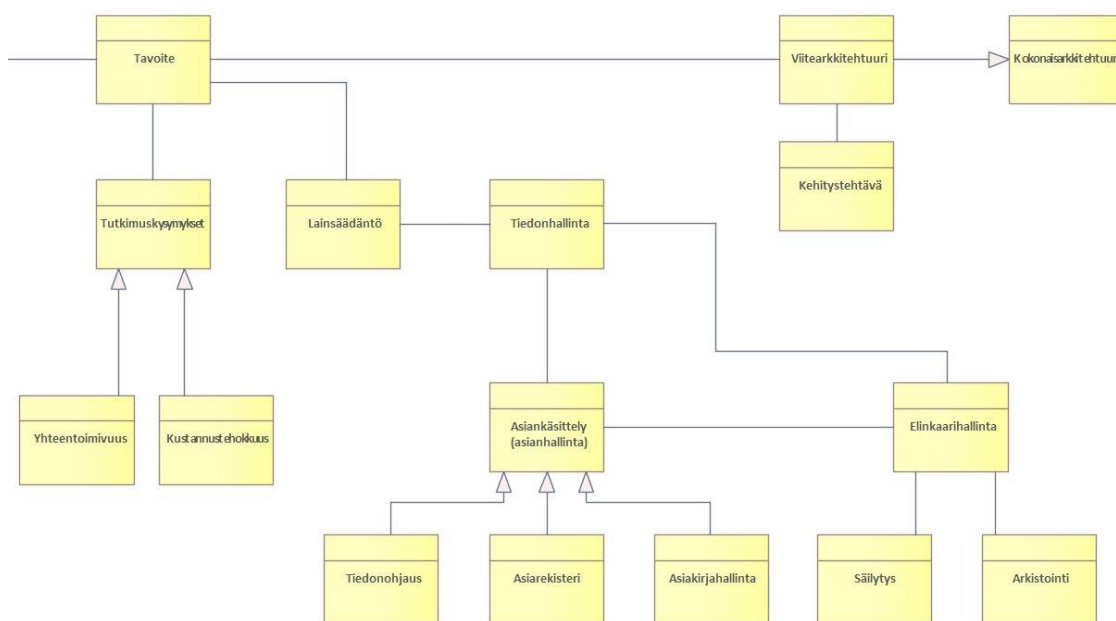 Tavoite
Viitearkkitehtuuri
Kokonaisarkkitehtuuri
Kehitystehtävä
Tutkimuskysymykset
Lainsäädäntö
Tiedonhallinta
Yhteentoimivuus
Kustannustehokkuus
Asiankäsittely
(asianhallinta)
Elinkaarihallinta
Tiedonohjaus
Asiarekisteri
Asiakirjahallinta
Säilytys
Arkistointi